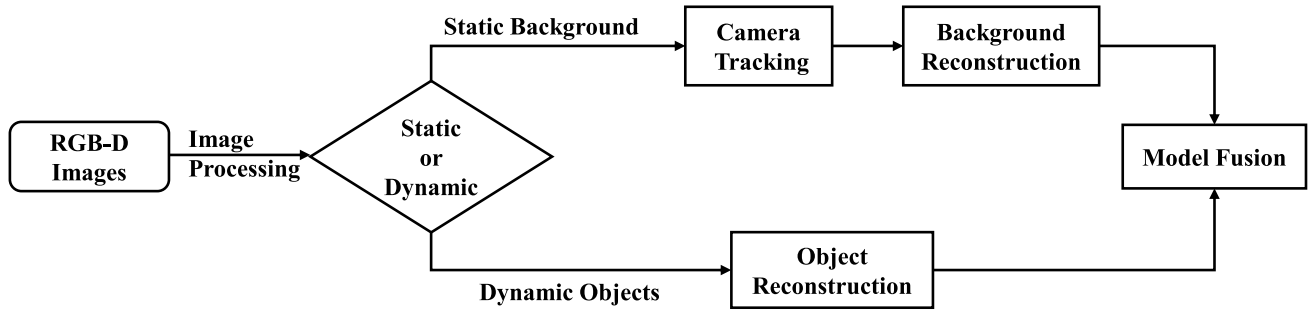 RGB-D
Images
Image
Processing
Static
or
Dynamic
Static Background
Camera
Tracking
Background
Reconstruction
Dynamic Objects
Object
Reconstruction
Model Fusion